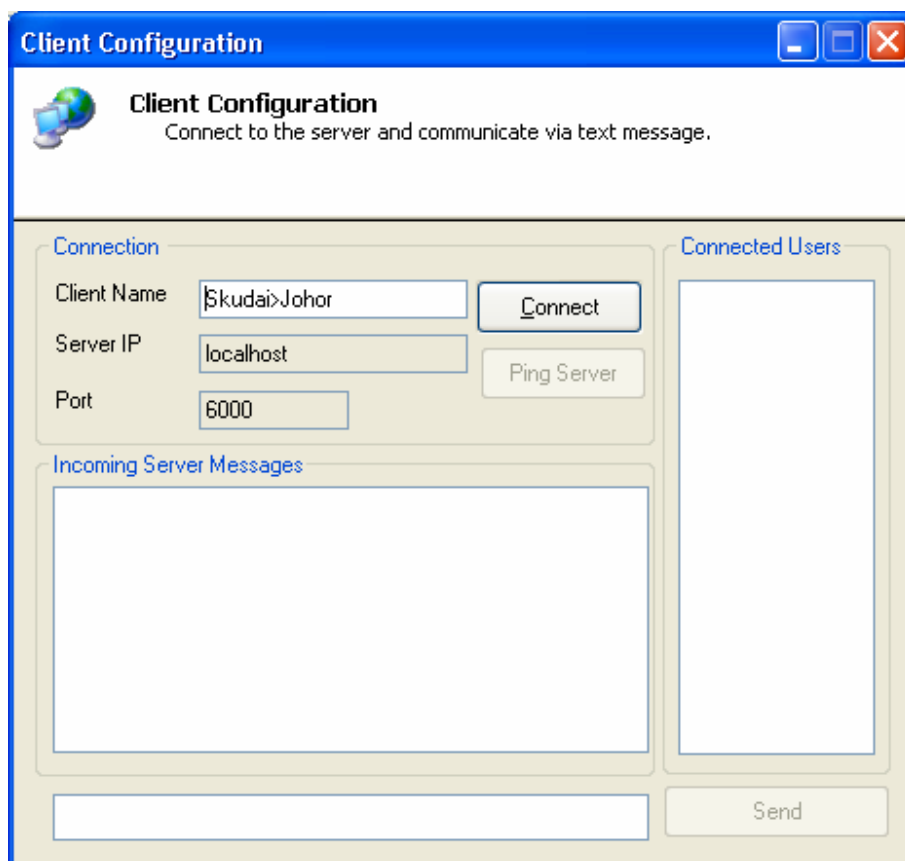 Client Configuration
Client Configuration
Connect to the server and communicate via text message.
Connection
Client Name
Skudai>Johor
Connect
Server IP
localhost
Ping Server
Port
6000
Connected Users
Incoming Server Messages
Send